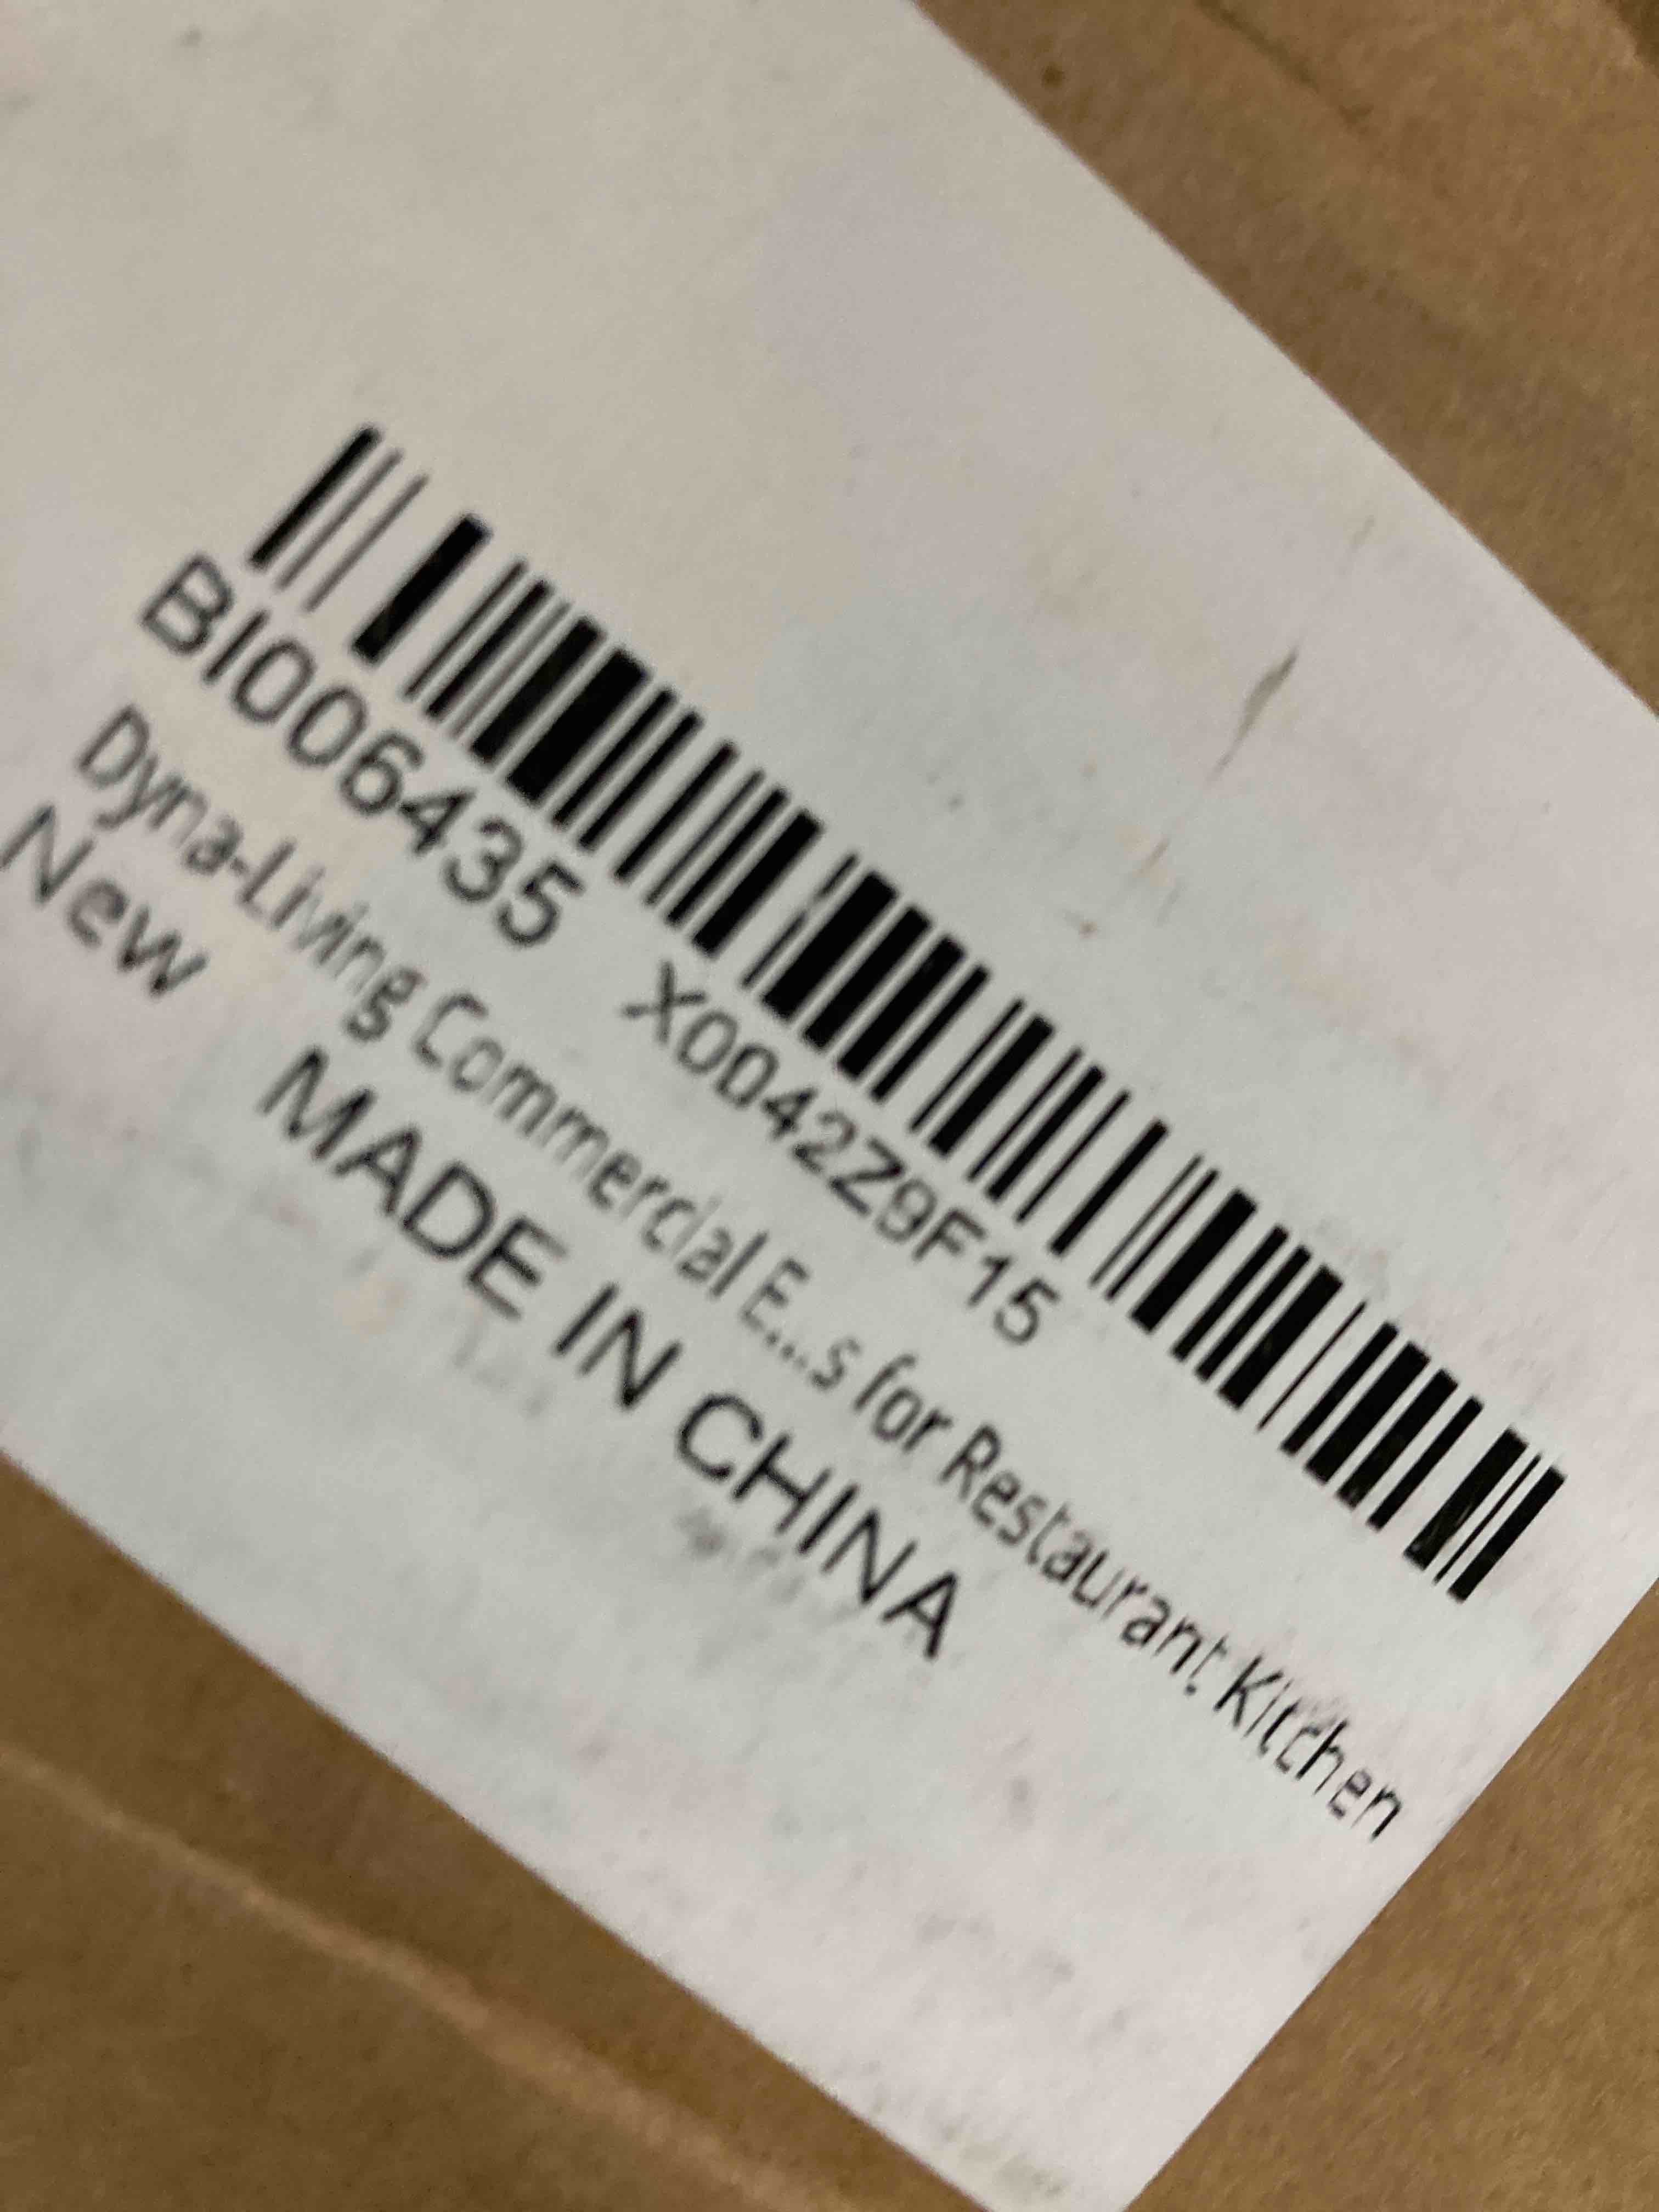 BI006435 X0042Z9F15
Dyna-Living Commercial E...s for Restaurant Kitchen
New
MADE IN CHINA